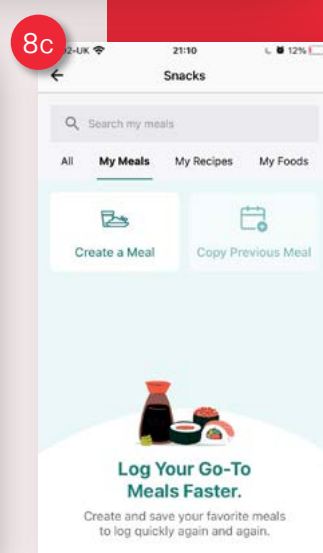 8c
2-UK 21:10 12%
Snacks
Search my meals
All My Meals My Recipes My Foods
Create a Meal Copy Previous Meal
Log Your Go-To
Meals Faster.
Create and save your favorite meals
to log quickly again and again.